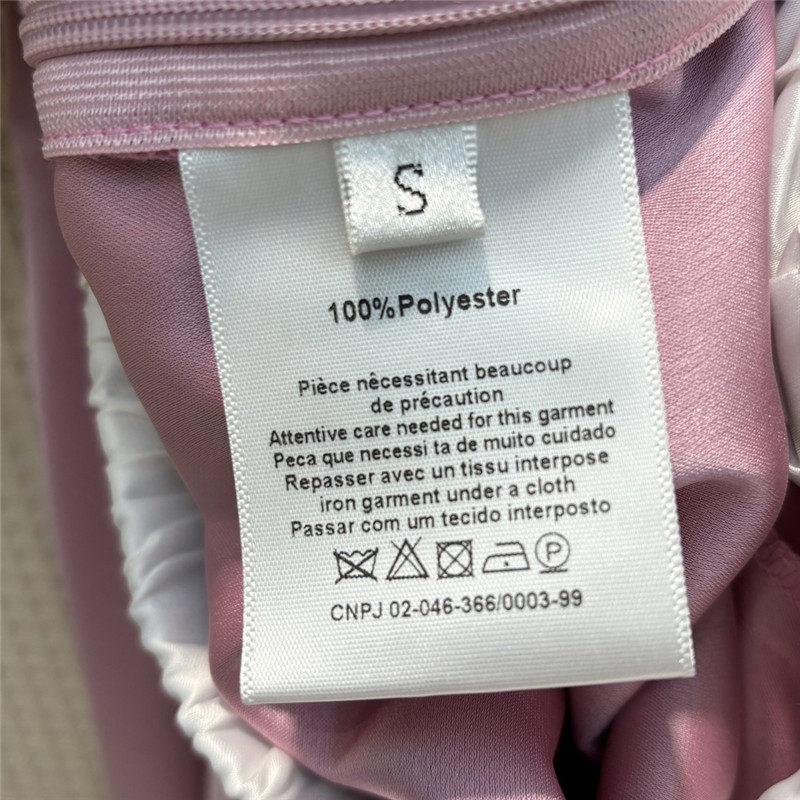 S
100%Polyester
Pièce nêcessitant beaucoup
de précaution
Attentive care needed for this garment
Peca que necessi ta de muito cuidado
Repasser avec un tissu interpose
iron garment under a cloth
Passar com um tecido interposto
P
CNPJ 02-046-366/0003-99